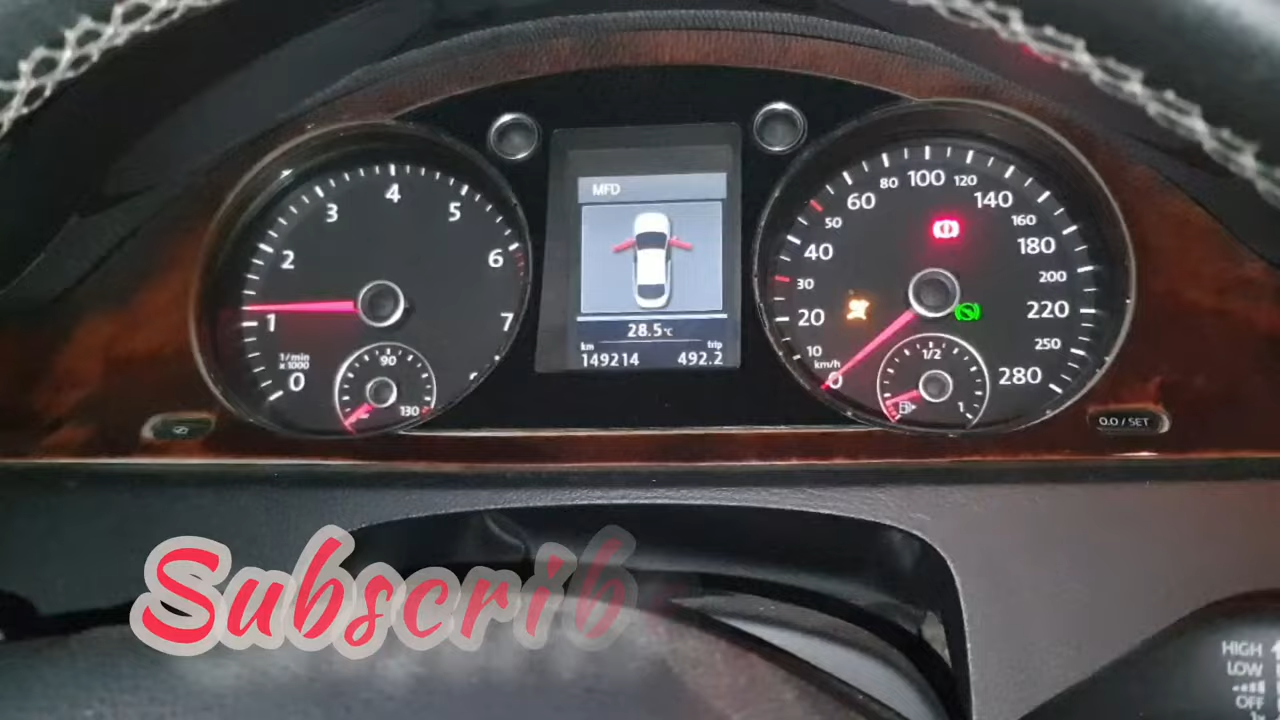 MFD
28.5°C
km trip
149214 492.2
0 1 2 3 4 5 6 7
1/min
x 1000
90
130
0 10 20 30 40 50 60 80 100 120 140 160 180 200 220 250 280
km/h
1/2
1
0.0 / SET
Subscrib
HIGH
LOW
OFF